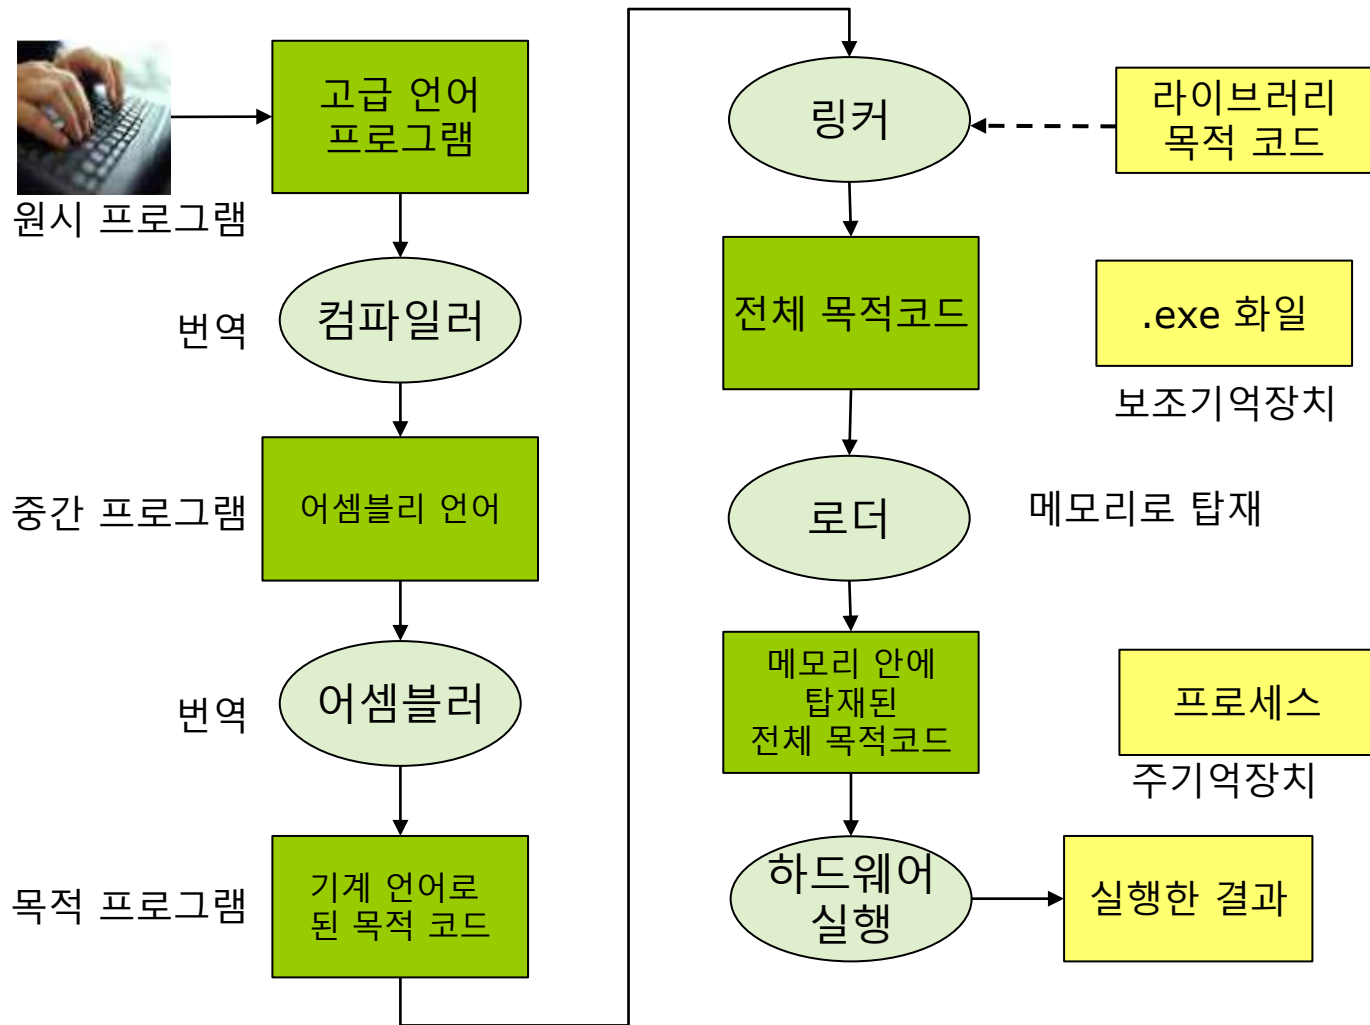 고급 언어
프로그램
원시 프로그램
컴파일러
번역
어셈블리 언어
중간 프로그램
어셈블러
번역
기계 언어로
된 목적 코드
목적 프로그램
링커
라이브러리
목적 코드
전체 목적코드
.exe 화일
보조기억장치
로더
메모리로 탑재
메모리 안에
탑재된
전체 목적코드
프로세스
주기억장치
하드웨어
실행
실행한 결과